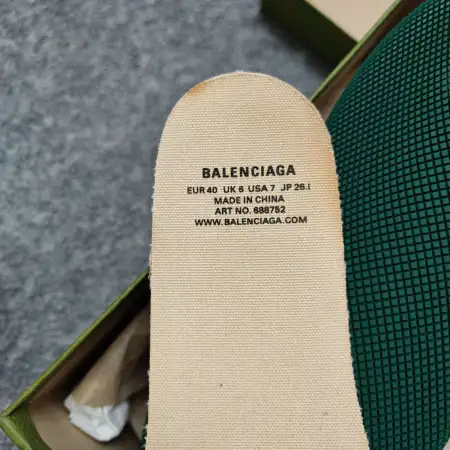 BALENCIAGA
EUR 40 UK 6 USA 7 JP 26.I
MADE IN CHINA
ART NO. 688752
WWW.BALENCIAGA.COM